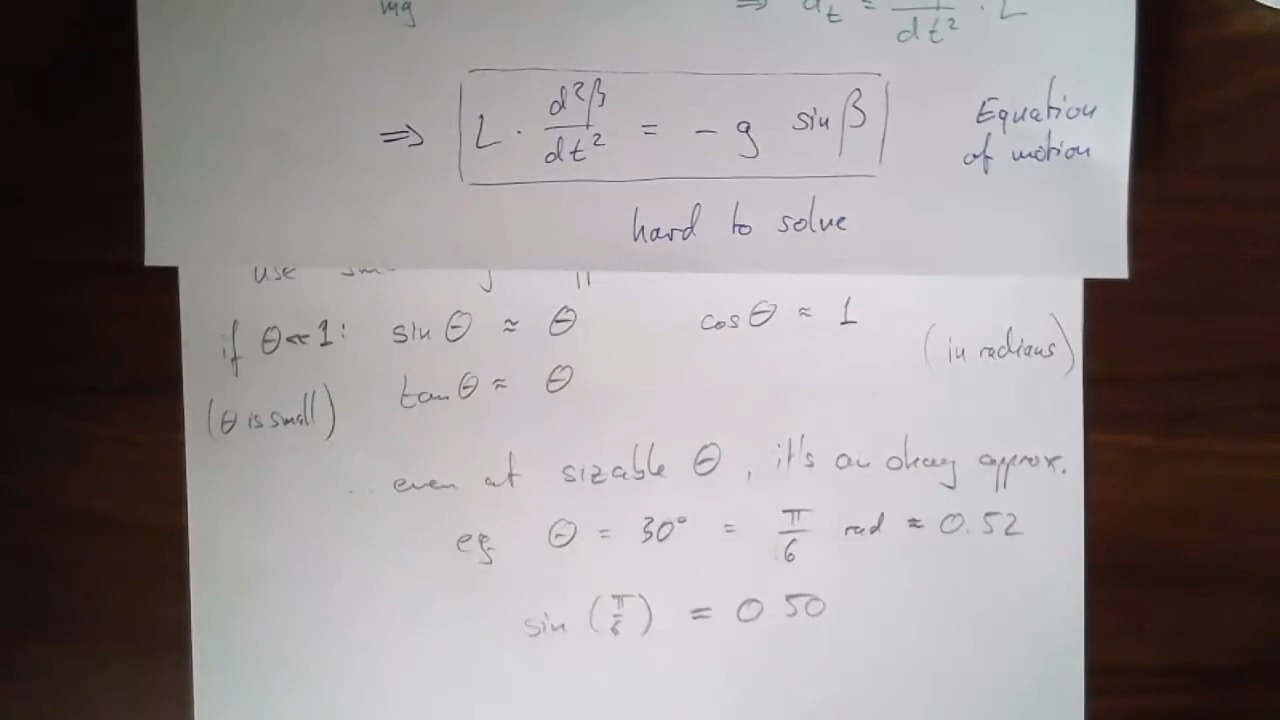 mg ⇒ a_t = — · L
dt²
⇒ L · d²β/dt² = - g sin β
Equation
of motion
hard to solve
use
if Θ≪1: sin Θ ≈ Θ cos Θ ≈ 1
(in radians)
(Θ is small) tan Θ ≈ Θ
.. even at sizable Θ, it's an okay approx.
eg Θ = 30° = π/6 rad ≈ 0.52
sin (π/6) = 0.50